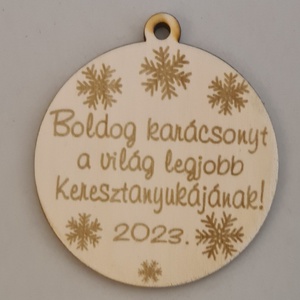 Boldog karácsonyt
a világ legjobb
Keresztanyukájának!
2023.